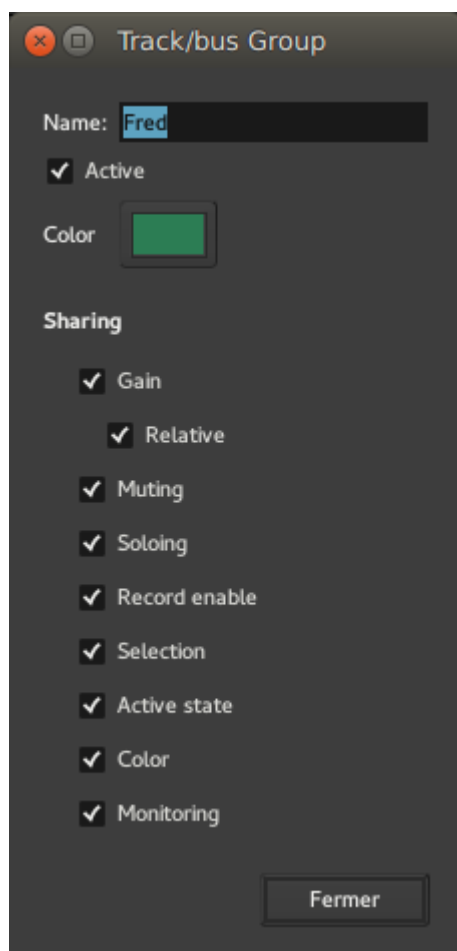 Track/bus Group
Name: Fred
Active
Color
Sharing
Gain
Relative
Muting
Soloing
Record enable
Selection
Active state
Color
Monitoring
Fermer